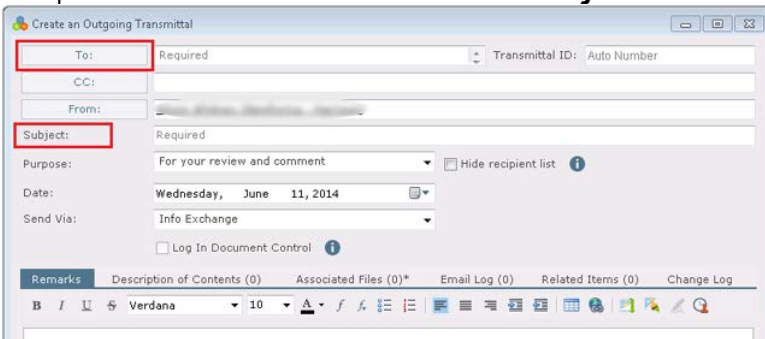 Create an Outgoing Transmittal
To: Required Transmittal ID: Auto Number
CC:
From:
Subject: Required
Purpose: For your review and comment Hide recipient list
Date: Wednesday, June 11, 2014
Send Via: Info Exchange
Log In Document Control
Remarks Description of Contents (0) Associated Files (0)* Email Log (0) Related Items (0) Change Log
B I U S Verdana 10 A